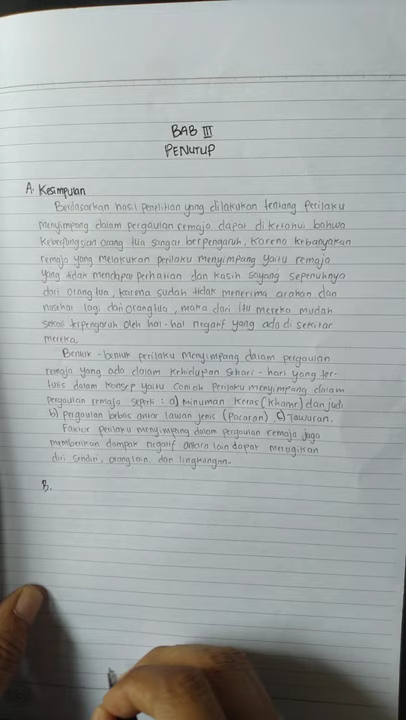 BAB III
PENUTUP
A. Kesimpulan
Berdasarkan hasil penelitian yang dilakukan tentang Perilaku
menyimpang dalam pergaulan remaja dapat diketahui bahwa
Keberfungsian orang tua sangat berpengaruh, karena kebanyakan
remaja yang melakukan perilaku menyimpang yaitu remaja
yang tidak mendapat perhatian dan kasih sayang sepenuhnya
dari orang tua, karena sudah tidak menerima arahan dan
nasehat lagi dari orang tua, maka dari itu mereka mudah
sekali terpengaruh oleh hal-hal negatif yang ada di sekitar
mereka.
Bentuk-bentuk perilaku menyimpang dalam pergaulan
remaja yang ada dalam kehidupan sehari-hari yang ter-
tulis dalam konsep yaitu contoh perilaku menyimpang dalam
pergaulan remaja seperti : a) Minuman keras (Khamr) dan judi
b) pergaulan bebas antar lawan jenis (Pacaran) c) Tawuran.
Faktor perilaku menyimpang dalam pergaulan remaja juga
memberikan dampak negatif antara lain dapat merugikan
diri sendiri, orang lain, dan lingkungan.
B.